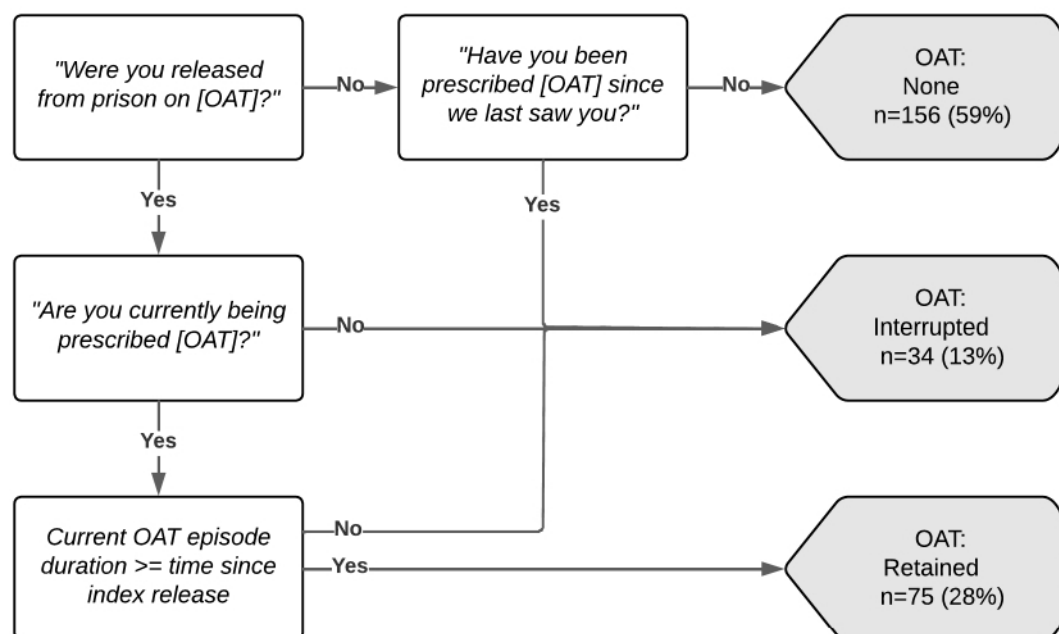 "Were you released
from prison on [OAT]?"
No
"Have you been
prescribed [OAT] since
we last saw you?"
No
OAT:
None
n=156 (59%)
Yes
Yes
"Are you currently being
prescribed [OAT]?"
No
OAT:
Interrupted
n=34 (13%)
Yes
Current OAT episode
duration >= time since
index release
No
Yes
OAT:
Retained
n=75 (28%)